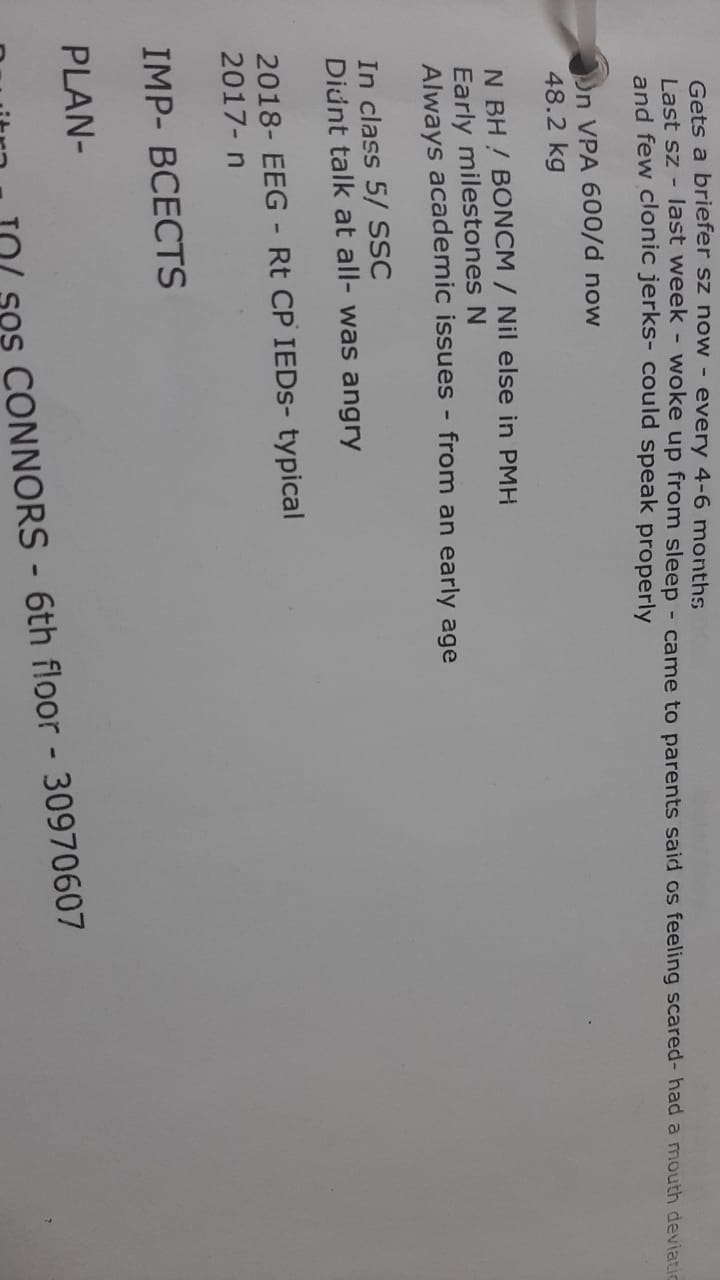 Gets a briefer sz now - every 4-6 months
Last sz - last week - woke up from sleep - came to parents said os feeling scared- had a mouth deviatio
and few clonic jerks- could speak properly
On VPA 600/d now
48.2 kg
N BH / BONCM / Nil else in PMH
Early milestones N
Always academic issues - from an early age
In class 5/ SSC
Didnt talk at all- was angry
2018- EEG - Rt CP IEDs- typical
2017- n
IMP- BCECTS
PLAN-
TO/ sos CONNORS - 6th floor - 30970607